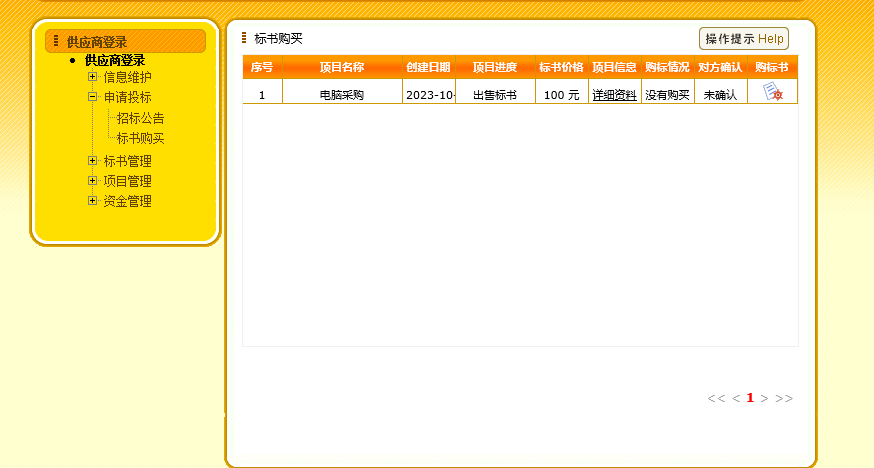 供应商登录
供应商登录
信息维护
申请投标
招标公告
标书购买
标书管理
项目管理
资金管理
标书购买
操作提示 Help
序号 项目名称 创建日期 项目进度 标书价格 项目信息 购标情况 对方确认 购标书
1 电脑采购 2023-10- 出售标书 100 元 详细资料 没有购买 未确认
<< < 1 > >>